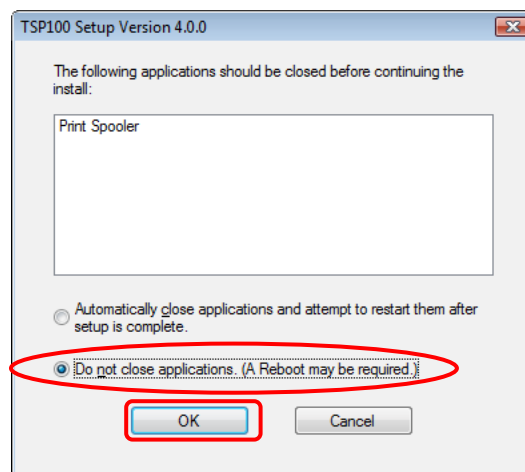 TSP100 Setup Version 4.0.0
The following applications should be closed before continuing the
install:
Print Spooler
Automatically close applications and attempt to restart them after
setup is complete.
Do not close applications. (A Reboot may be required.)
OK
Cancel